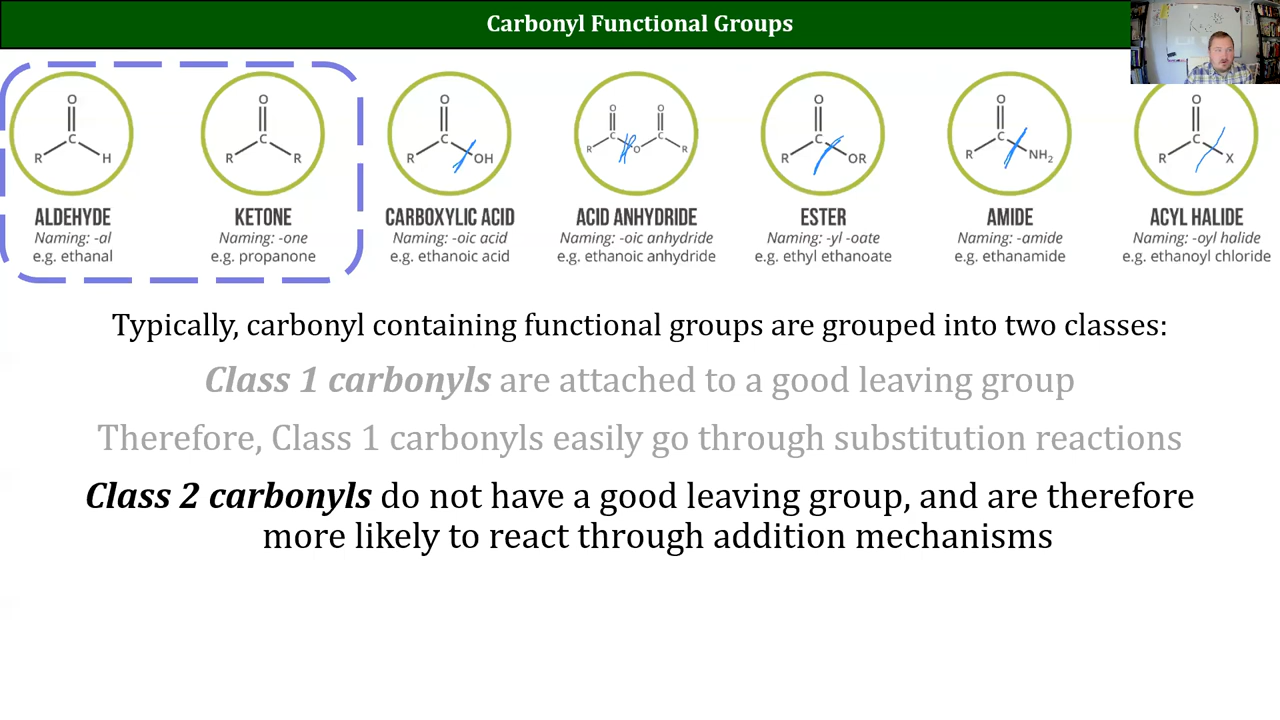 Carbonyl Functional Groups
O
C
R
H
O
C
R
R
O
C
R
OH
O
O
C
C
R
O
R
O
C
R
OR
O
C
R
NH₂
O
C
R
X
ALDEHYDE
Naming: -al
e.g. ethanal
KETONE
Naming: -one
e.g. propanone
CARBOXYLIC ACID
Naming: -oic acid
e.g. ethanoic acid
ACID ANHYDRIDE
Naming: -oic anhydride
e.g. ethanoic anhydride
ESTER
Naming: -yl -oate
e.g. ethyl ethanoate
AMIDE
Naming: -amide
e.g. ethanamide
ACYL HALIDE
Naming: -oyl halide
e.g. ethanoyl chloride
Typically, carbonyl containing functional groups are grouped into two classes:
Class 1 carbonyls are attached to a good leaving group
Therefore, Class 1 carbonyls easily go through substitution reactions
Class 2 carbonyls do not have a good leaving group, and are therefore
more likely to react through addition mechanisms